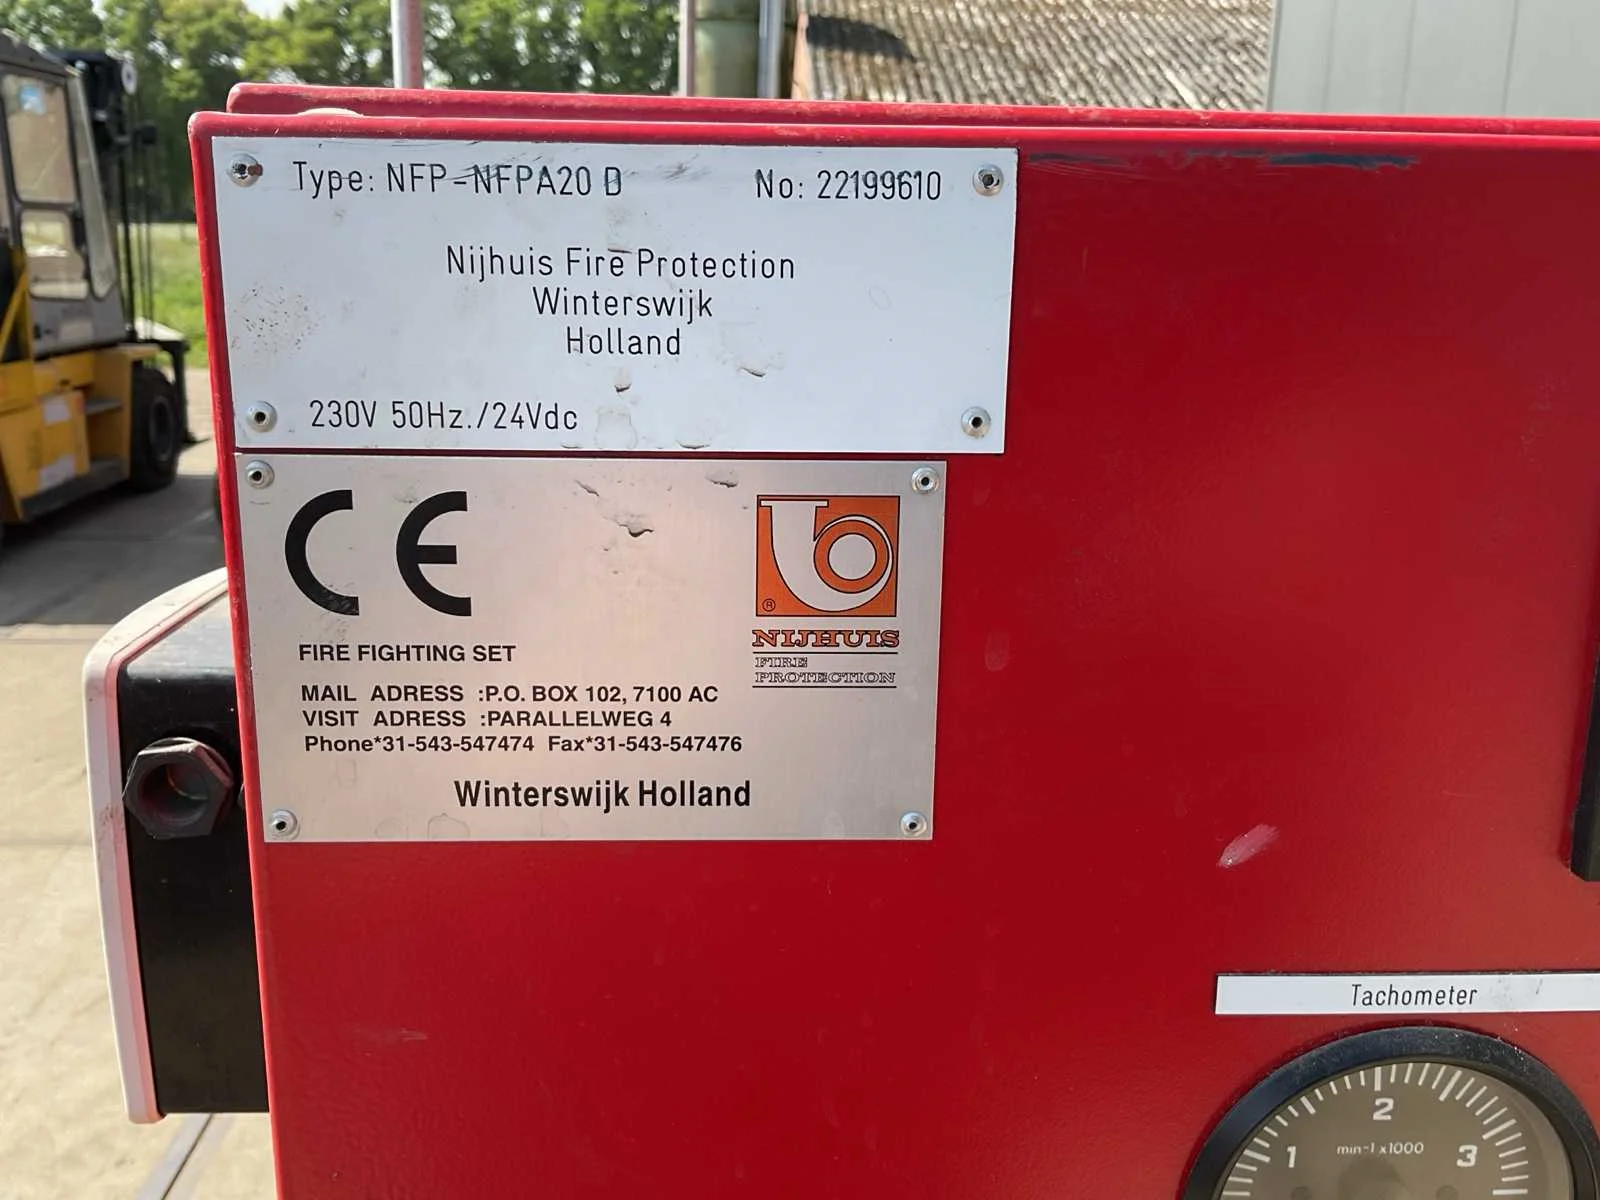 Type: NFP-NFPA20 D No: 22199610
Nijhuis Fire Protection
Winterswijk
Holland
230V 50Hz./24Vdc
CE
®
NIJHUIS
FIRE
PROTECTION
FIRE FIGHTING SET
MAIL ADRESS :P.O. BOX 102, 7100 AC
VISIT ADRESS :PARALLELWEG 4
Phone*31-543-547474 Fax*31-543-547476
Winterswijk Holland
Tachometer
2
1 min-1 x1000 3